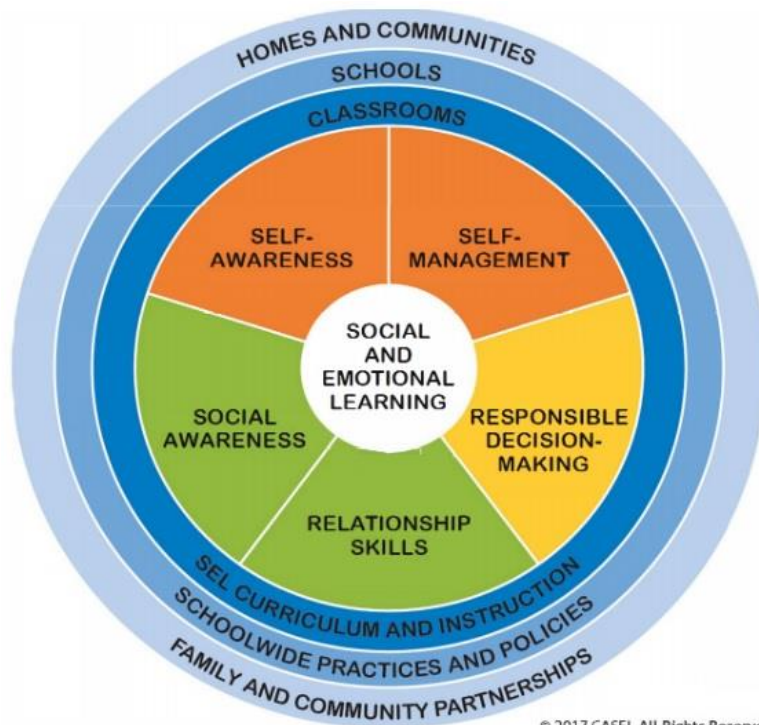 HOMES AND COMMUNITIES
SCHOOLS
CLASSROOMS
SELF-
AWARENESS
SELF-
MANAGEMENT
SOCIAL
AND
EMOTIONAL
LEARNING
SOCIAL
AWARENESS
RESPONSIBLE
DECISION-
MAKING
RELATIONSHIP
SKILLS
SEL CURRICULUM AND INSTRUCTION
SCHOOLWIDE PRACTICES AND POLICIES
FAMILY AND COMMUNITY PARTNERSHIPS
© 2017 CASEL All Rights